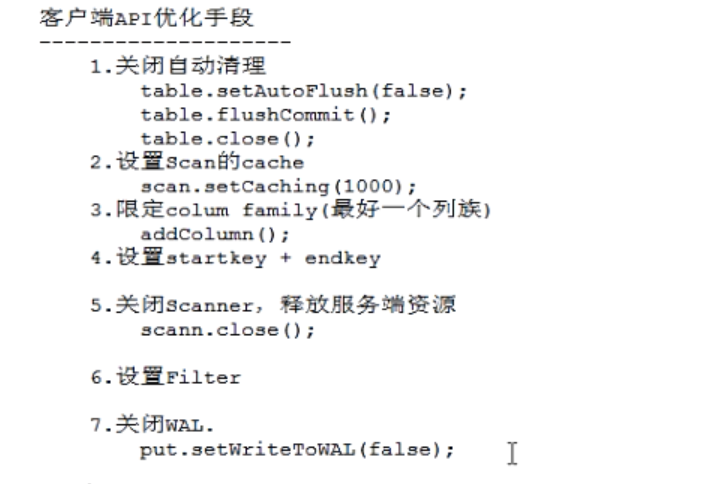 客户端API优化手段
--------------------
1.关闭自动清理
table.setAutoFlush(false);
table.flushCommit();
table.close();
2.设置Scan的cache
scan.setCaching(1000);
3.限定colum family(最好一个列族)
addColumn();
4.设置startkey + endkey
5.关闭Scanner，释放服务端资源
scann.close();
6.设置Filter
7.关闭WAL.
put.setWriteToWAL(false);